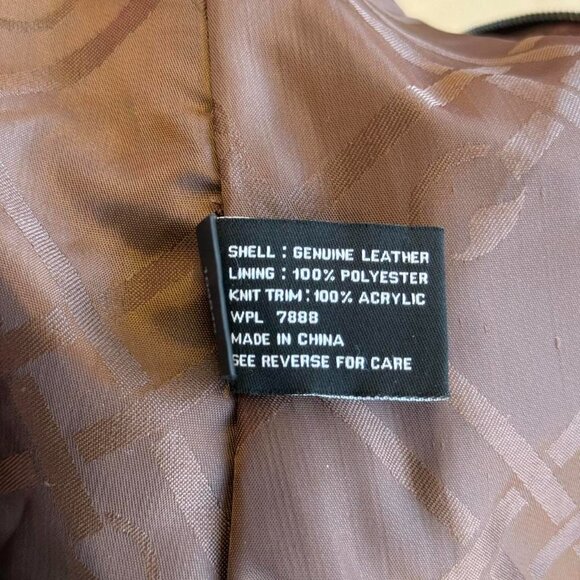 SHELL : GENUINE LEATHER
LINING : 100% POLYESTER
KNIT TRIM : 100% ACRYLIC
WPL 7888
MADE IN CHINA
SEE REVERSE FOR CARE